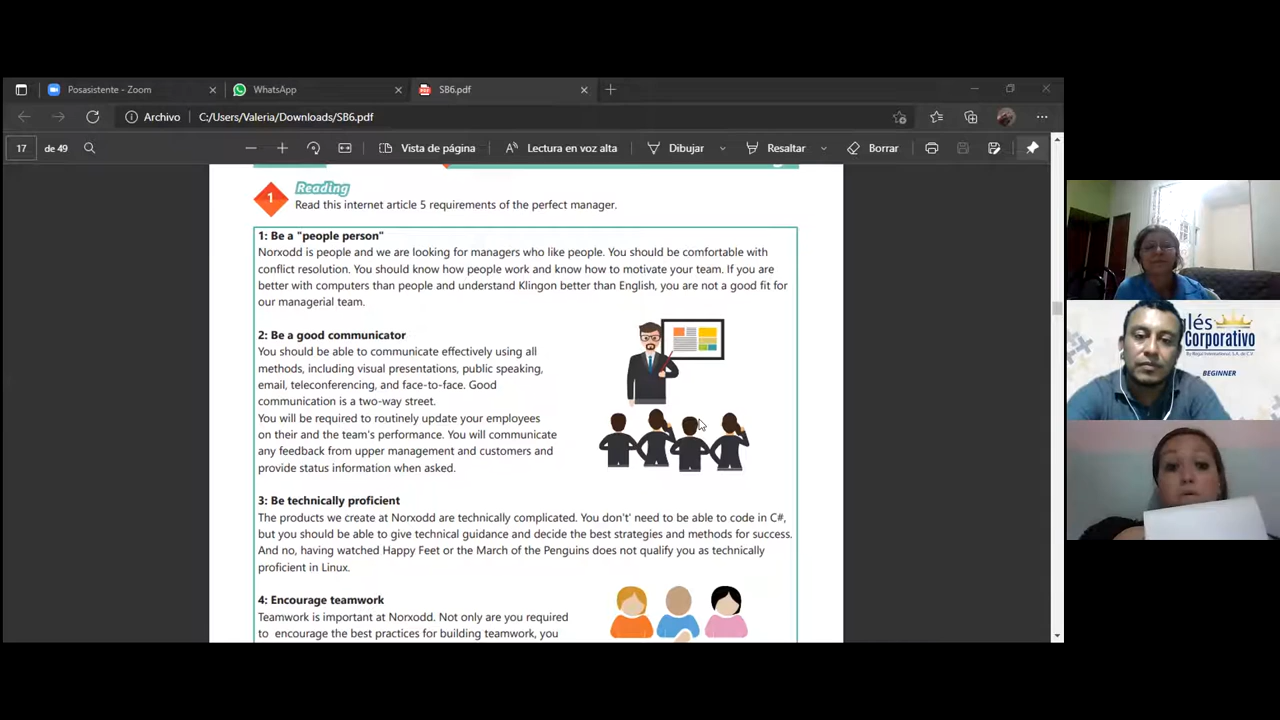 Posasistente - Zoom
WhatsApp
SB6.pdf
Archivo
C:/Users/Valeria/Downloads/SB6.pdf
17
de 49
Vista de página
Lectura en voz alta
Dibujar
Resaltar
Borrar
1
Reading
Read this internet article 5 requirements of the perfect manager.
1: Be a "people person"
Norxodd is people and we are looking for managers who like people. You should be comfortable with
conflict resolution. You should know how people work and know how to motivate your team. If you are
better with computers than people and understand Klingon better than English, you are not a good fit for
our managerial team.
2: Be a good communicator
You should be able to communicate effectively using all
methods, including visual presentations, public speaking,
email, teleconferencing, and face-to-face. Good
communication is a two-way street.
You will be required to routinely update your employees
on their and the team's performance. You will communicate
any feedback from upper management and customers and
provide status information when asked.
3: Be technically proficient
The products we create at Norxodd are technically complicated. You don't' need to be able to code in C#,
but you should be able to give technical guidance and decide the best strategies and methods for success.
And no, having watched Happy Feet or the March of the Penguins does not qualify you as technically
proficient in Linux.
4: Encourage teamwork
Teamwork is important at Norxodd. Not only are you required
to encourage the best practices for building teamwork, you
glés
Corporativo
BEGINNER